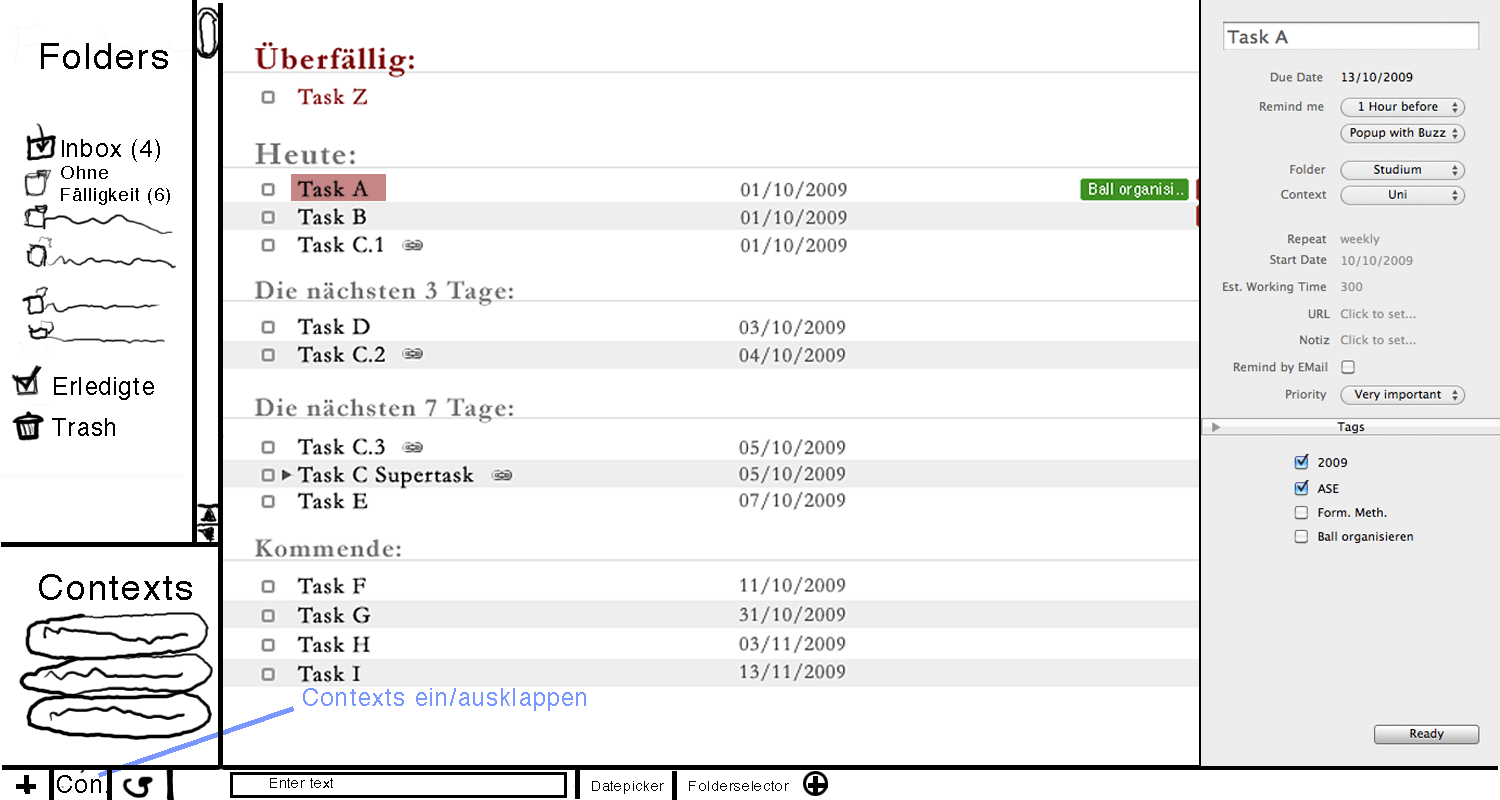 Folders
Inbox (4)
Ohne
Fälligkeit (6)
Erledigte
Trash
Contexts
Überfällig:
Task Z
Heute:
Task A 01/10/2009 Ball organisi..
Task B 01/10/2009
Task C.1 01/10/2009
Die nächsten 3 Tage:
Task D 03/10/2009
Task C.2 04/10/2009
Die nächsten 7 Tage:
Task C.3 05/10/2009
Task C Supertask 05/10/2009
Task E 07/10/2009
Kommende:
Task F 11/10/2009
Task G 31/10/2009
Task H 03/11/2009
Task I 13/11/2009
Contexts ein/ausklappen
Task A
Due Date 13/10/2009
Remind me 1 Hour before
Popup with Buzz
Folder Studium
Context Uni
Repeat weekly
Start Date 10/10/2009
Est. Working Time 300
URL Click to set...
Notiz Click to set...
Remind by EMail
Priority Very important
Tags
2009
ASE
Form. Meth.
Ball organisieren
Ready
Con
Enter text
Datepicker
Folderselector